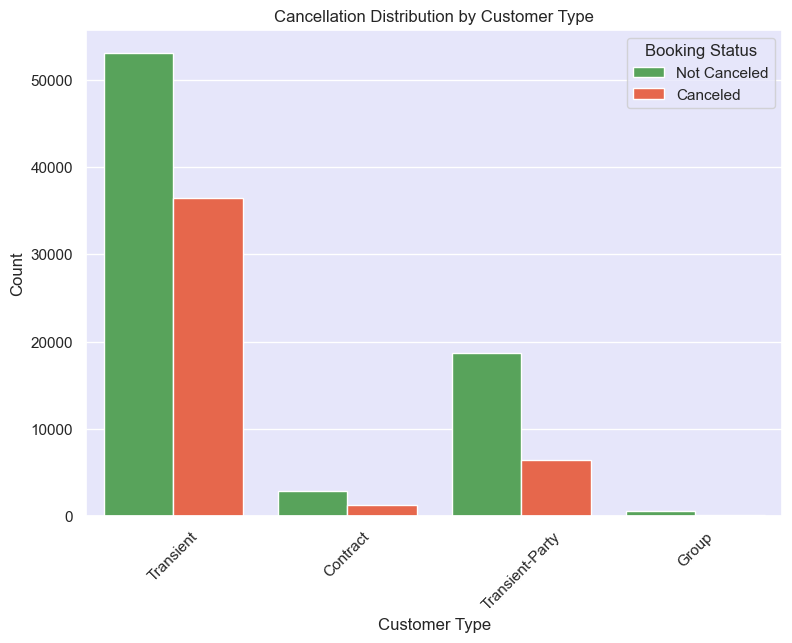 Cancellation Distribution by Customer Type
Booking Status
Not Canceled
Canceled
50000
40000
30000
20000
10000
0
Count
Transient
Contract
Transient-Party
Group
Customer Type